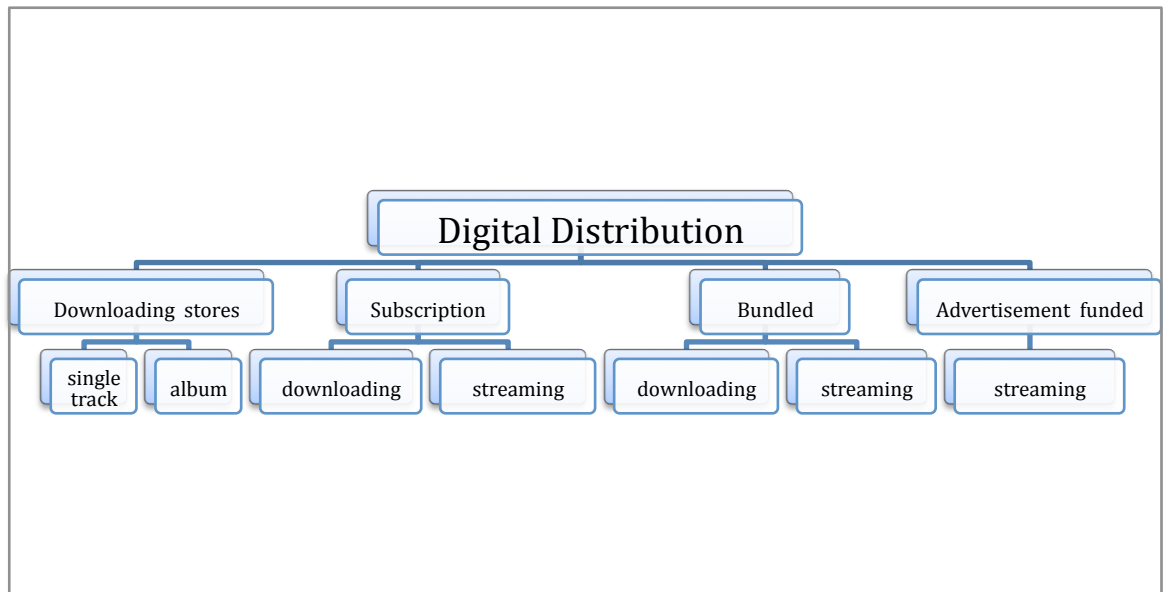 Digital Distribution
Downloading stores
Subscription
Bundled
Advertisement funded
single
track
album
downloading
streaming
downloading
streaming
streaming